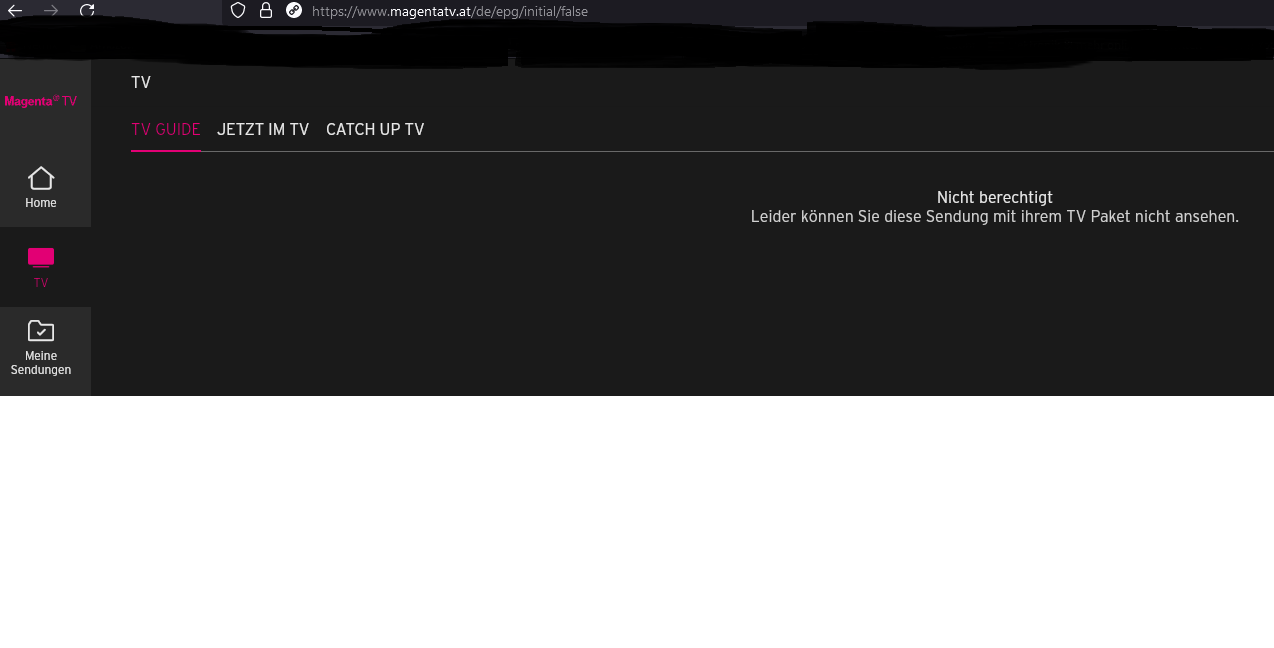 https://www.magentatv.at/de/epg/initial/false
TV
Magenta® TV
TV GUIDE JETZT IM TV CATCH UP TV
Nicht berechtigt
Leider können Sie diese Sendung mit ihrem TV Paket nicht ansehen.
Home
TV
Meine
Sendungen